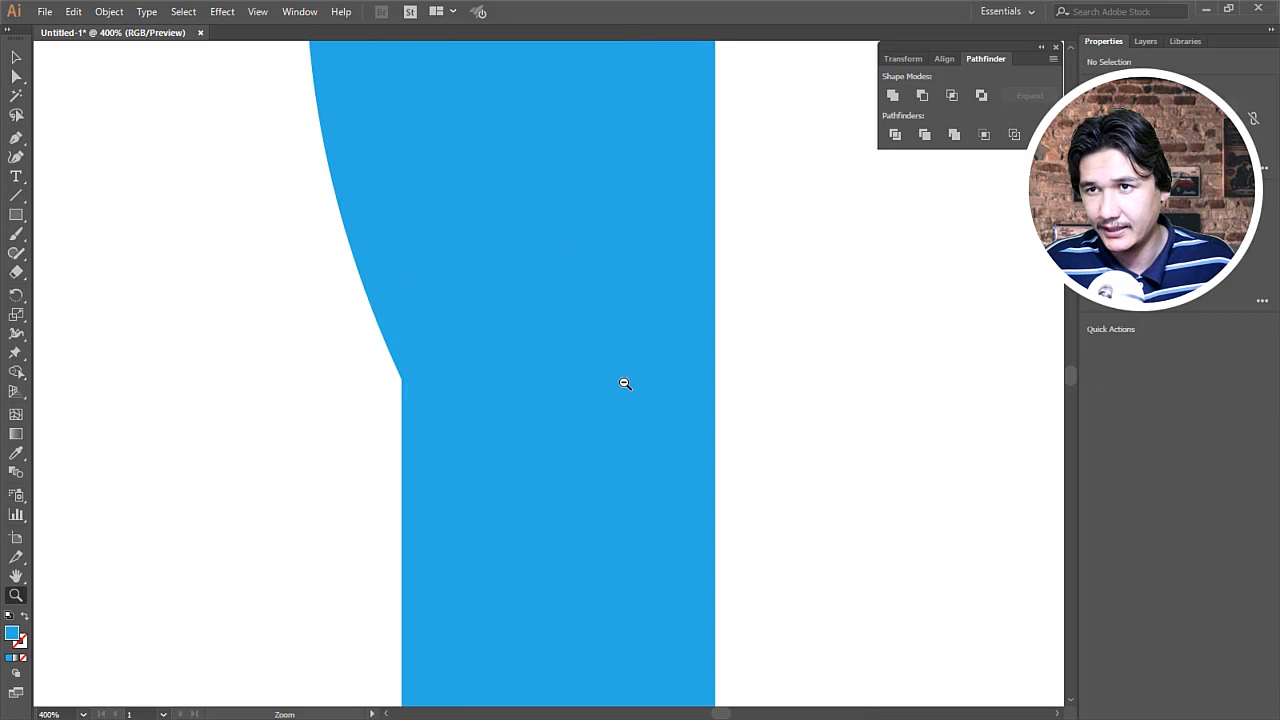 Ai File Edit Object Type Select Effect View Window Help Br St Essentials Search Adobe Stock
Untitled-1* @ 400% (RGB/Preview) ×
Properties Layers Libraries
Transform Align Pathfinder
No Selection
Shape Modes:
Expand
Pathfinders:
Quick Actions
400% 1 Zoom